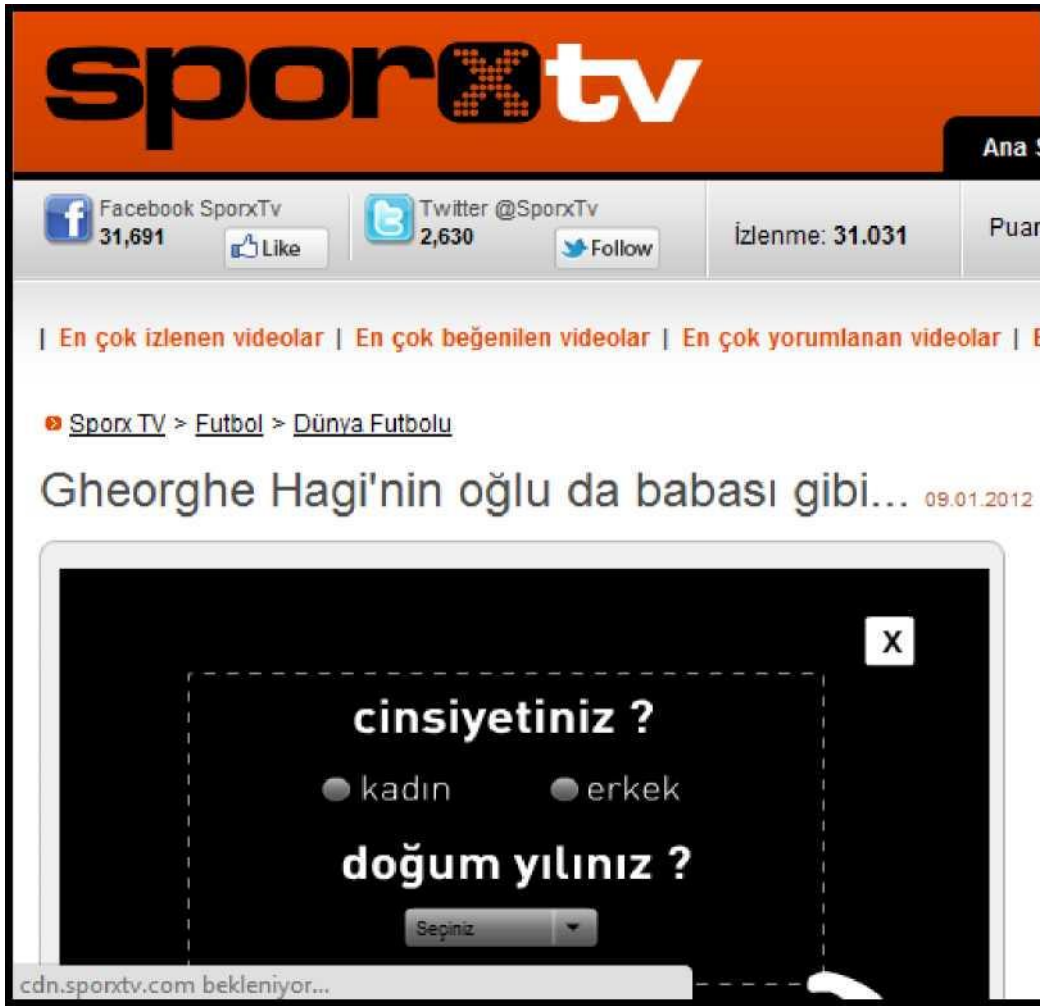 sporxtv
Ana
Facebook SporxTv
31,691
Like
Twitter @SporxTv
2,630
Follow
İzlenme: 31.031
Puan
| En çok izlenen videolar | En çok beğenilen videolar | En çok yorumlanan videolar |
Sporx TV > Futbol > Dünya Futbolu
Gheorghe Hagi'nin oğlu da babası gibi... 09.01.2012
X
cinsiyetiniz ?
kadın erkek
doğum yılınız ?
Seçiniz
cdn.sporxtv.com bekleniyor...